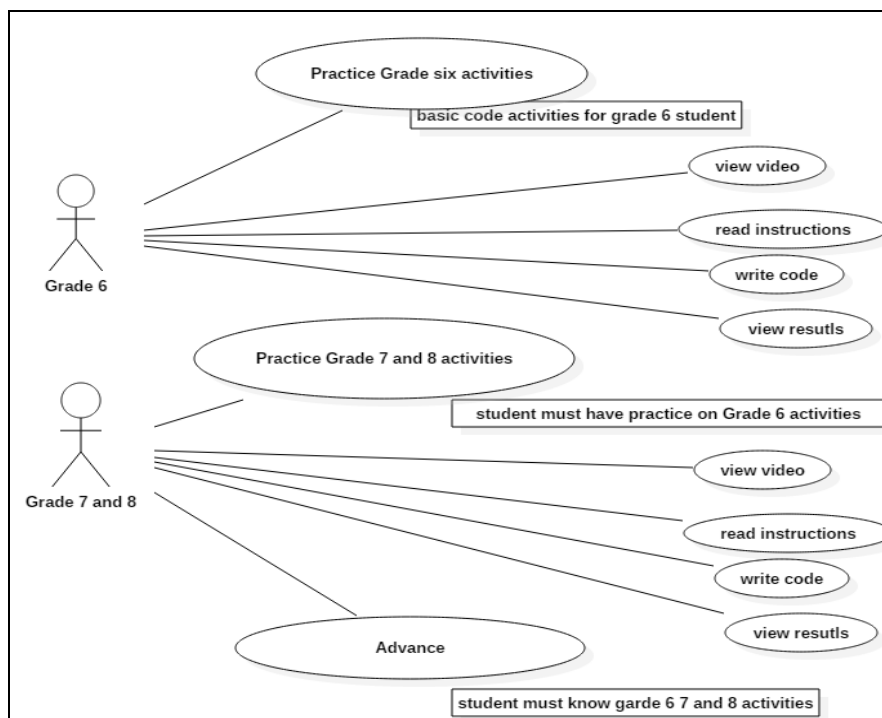 Practice Grade six activities
basic code activities for grade 6 student
view video
read instructions
Grade 6
write code
view resutls
Practice Grade 7 and 8 activities
student must have practice on Grade 6 activities
view video
Grade 7 and 8
read instructions
write code
view resutls
Advance
student must know garde 6 7 and 8 activities